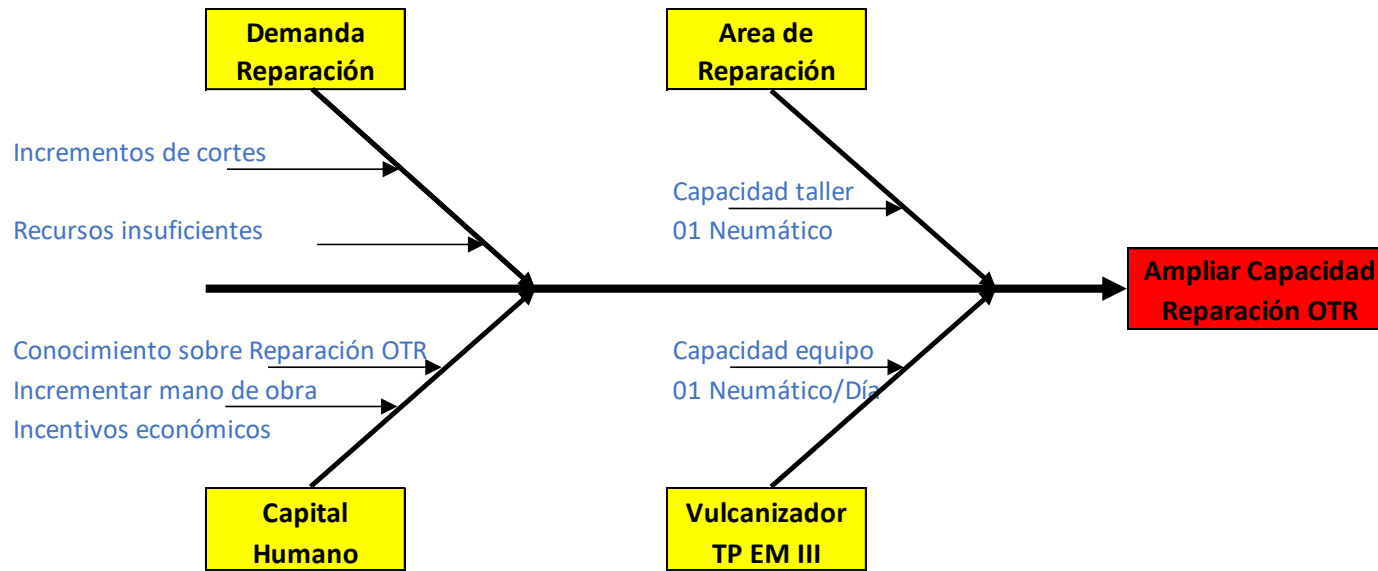 Demanda
Reparación
Area de
Reparación
Incrementos de cortes
Recursos insuficientes
Capacidad taller
01 Neumático
Ampliar Capacidad
Reparación OTR
Conocimiento sobre Reparación OTR
Incrementar mano de obra
Incentivos económicos
Capacidad equipo
01 Neumático/Día
Capital
Humano
Vulcanizador
TP EM III